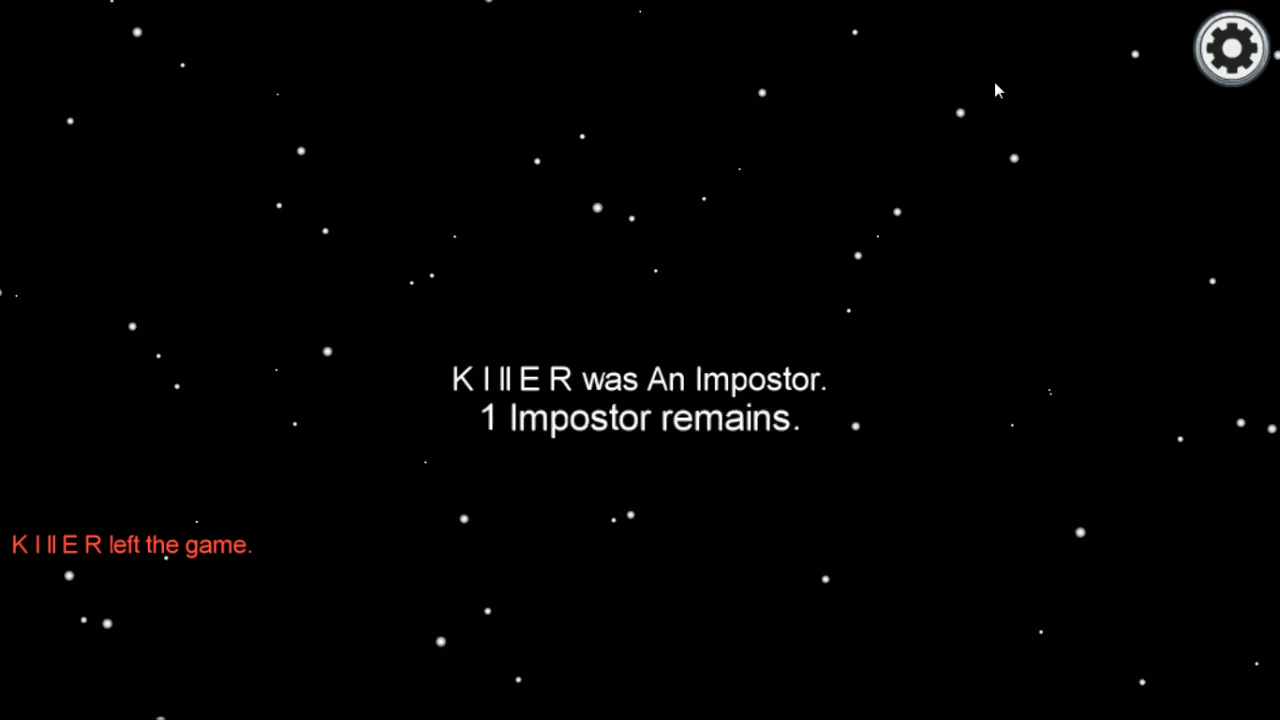 K I ll E R was An Impostor.
1 Impostor remains.
K I ll E R left the game.